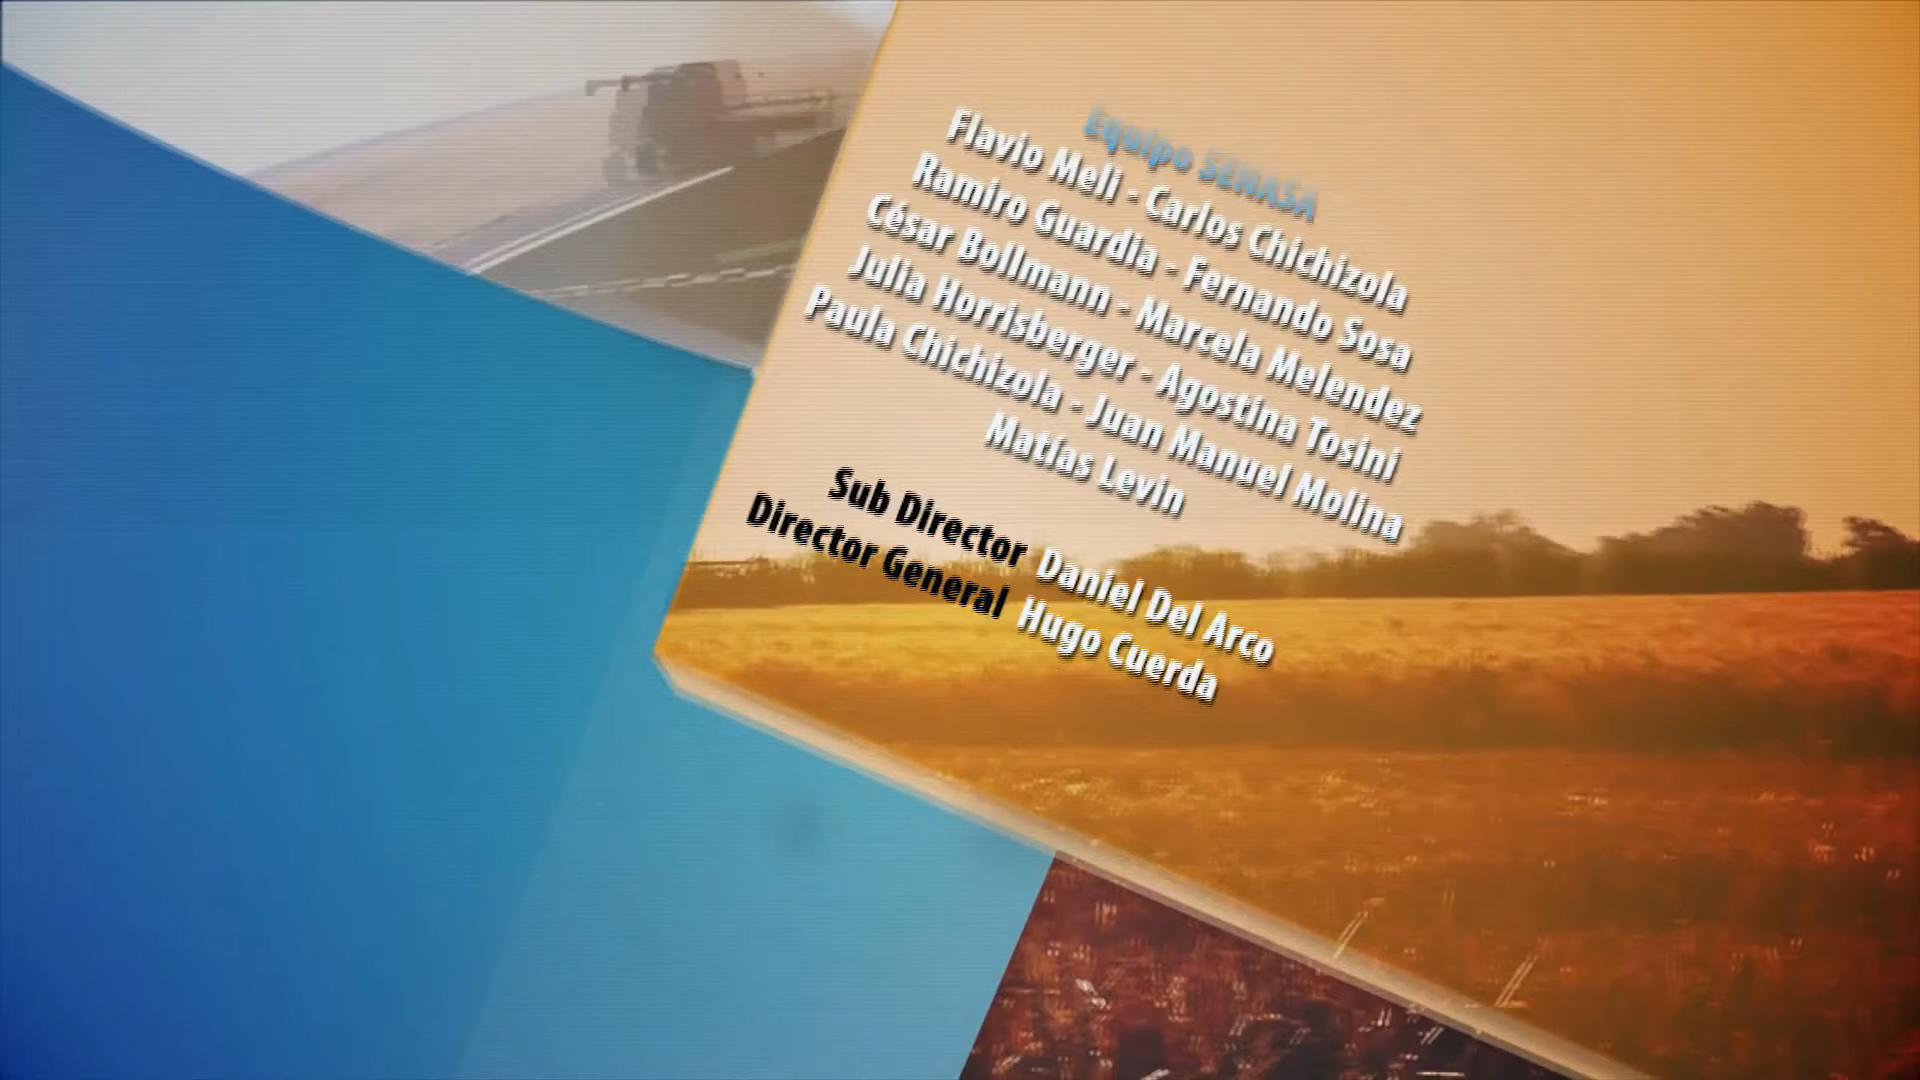 Equipo SENASA
Flavio Meli - Carlos Chichizola
Ramiro Guardia - Fernando Sosa
César Bollmann - Marcela Melendez
Julia Horrisberger - Agostina Tosini
Paula Chichizola - Juan Manuel Molina
Matías Levin
Sub Director Daniel Del Arco
Director General Hugo Cuerda